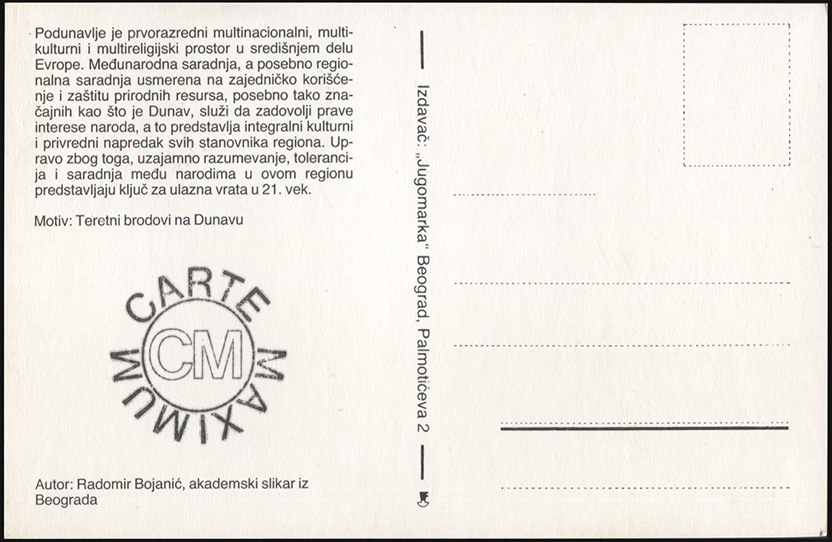 Podunavlje je prvorazredni multinacionalni, multi-
kulturni i multireligijski prostor u središnjem delu
Evrope. Međunarodna saradnja, a posebno regio-
nalna saradnja usmerena na zajedničko korišće-
nje i zaštitu prirodnih resursa, posebno tako zna-
čajnih kao što je Dunav, služi da zadovolji prave
interese naroda, a to predstavlja integralni kulturni
i privredni napredak svih stanovnika regiona. Up-
ravo zbog toga, uzajamno razumevanje, toleranci-
ja i saradnja među narodima u ovom regionu
predstavljaju ključ za ulazna vrata u 21. vek.
Motiv: Teretni brodovi na Dunavu
CARTE
CM
MAXIMUM
Autor: Radomir Bojanić, akademski slikar iz
Beograda
Izdavač: „Jugomarka“ Beograd, Palmotićeva 2